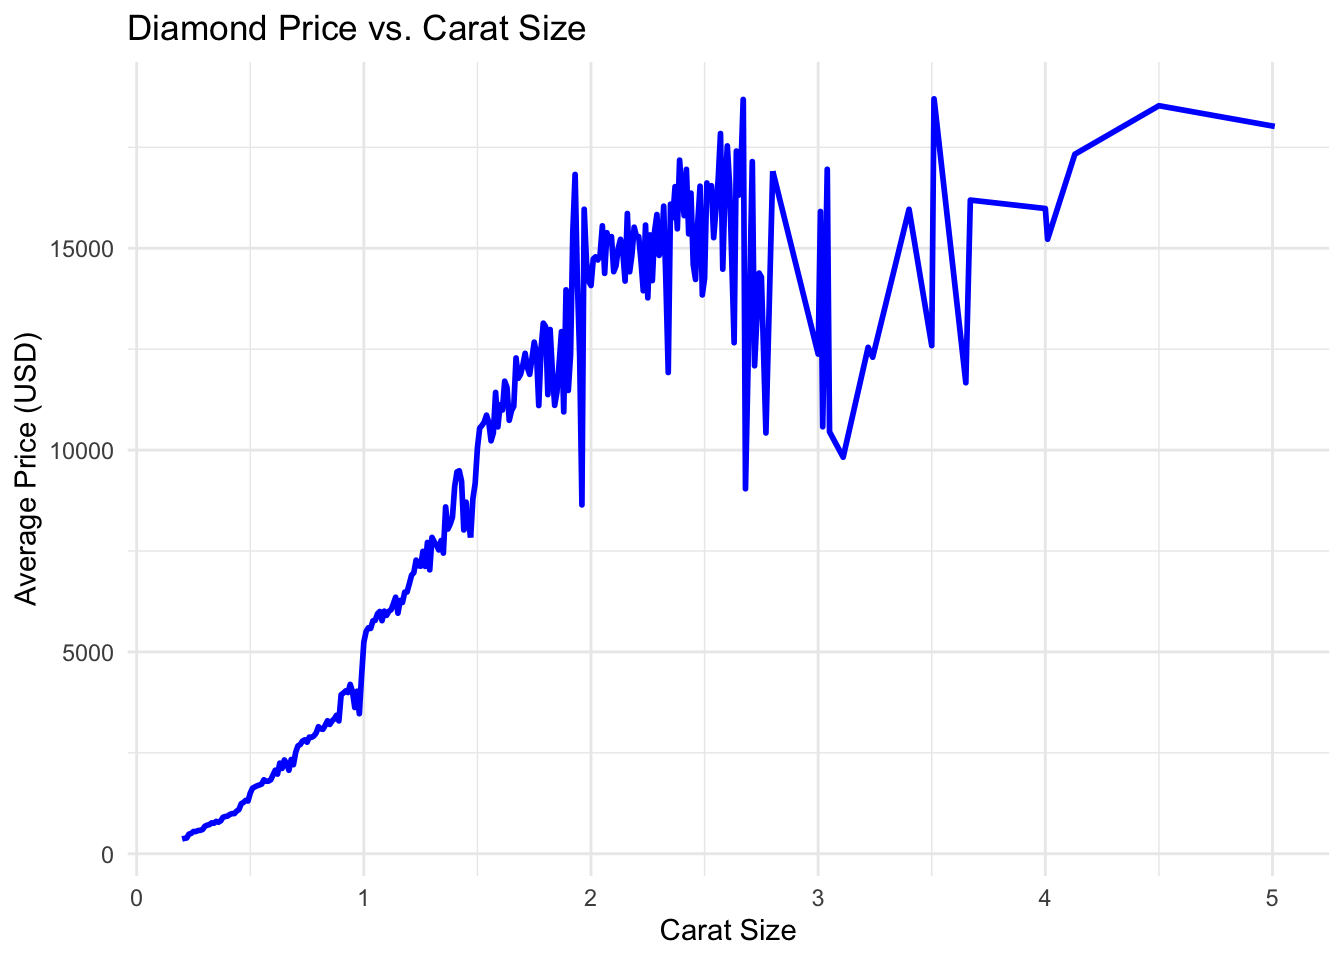 Diamond Price vs. Carat Size
Average Price (USD)
15000
10000
5000
0
0 1 2 3 4 5
Carat Size